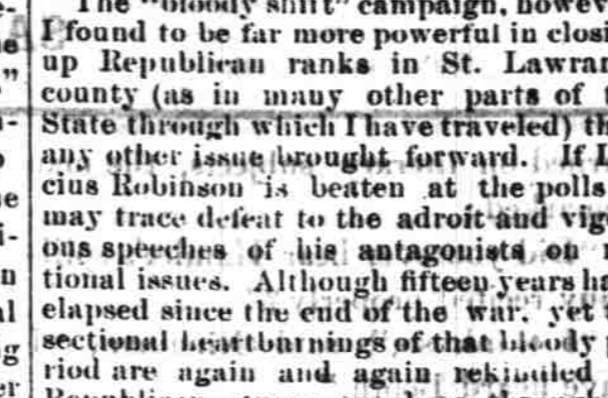 The "bloody shirt" campaign, howev
I found to be far more powerful in closi
up Republican ranks in St. Lawran
county (as in many other parts of t
State through which I have traveled) th
any other issue brought forward. If L
cius Robinson is beaten at the polls
may trace defeat to the adroit and vig
ous speeches of his antagonists on
tional issues. Although fifteen years ha
elapsed since the end of the war, yet t
sectional heartburnings of that bloody p
riod are again and again rekindled
Republican